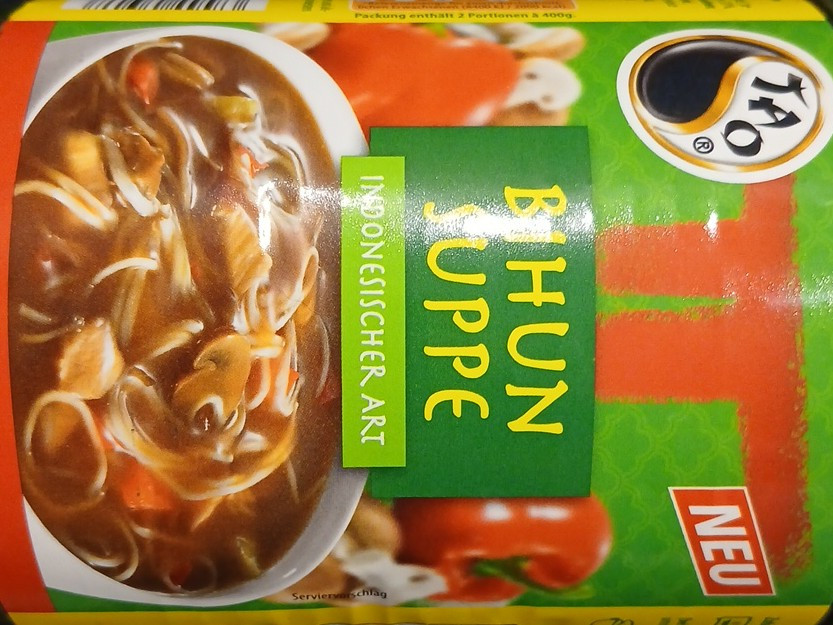 TAO
®
BIHUN
SUPPE
INDONESISCHER ART
NEU
Serviervorschlag
Packung enthält 2 Portionen à 400g.